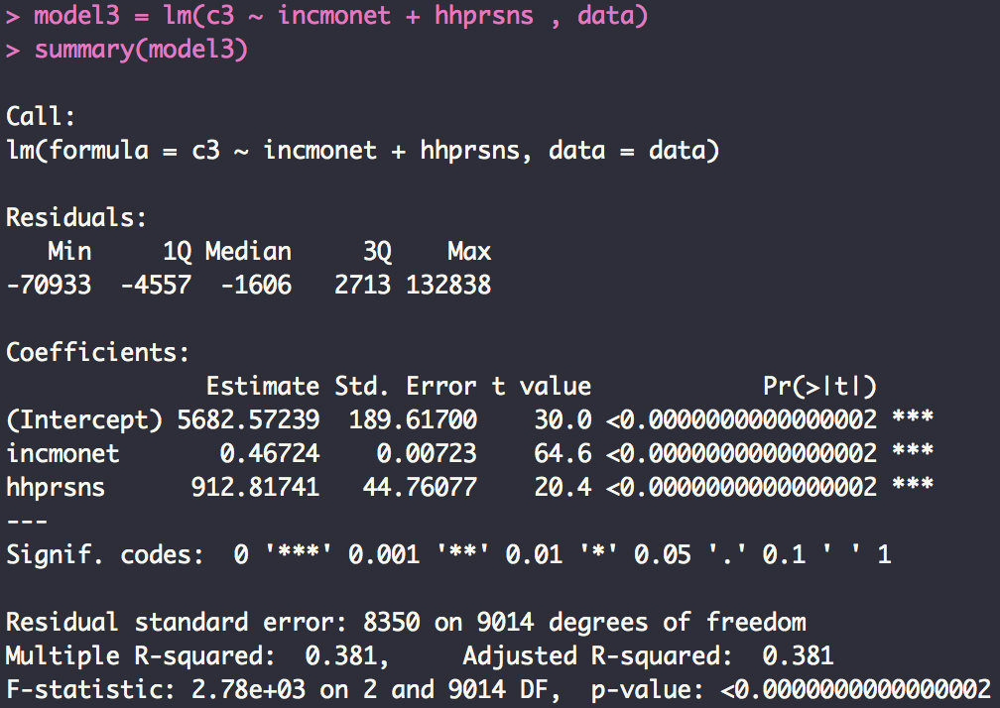 > model3 = lm(c3 ~ incmonet + hhprsns , data)
> summary(model3)
Call:
lm(formula = c3 ~ incmonet + hhprsns, data = data)
Residuals:
   Min     1Q Median     3Q    Max
-70933  -4557  -1606   2713 132838
Coefficients:
              Estimate Std. Error t value            Pr(>|t|)
(Intercept) 5682.57239  189.61700    30.0 <0.0000000000000002 ***
incmonet       0.46724    0.00723    64.6 <0.0000000000000002 ***
hhprsns      912.81741   44.76077    20.4 <0.0000000000000002 ***
---
Signif. codes:  0 '***' 0.001 '**' 0.01 '*' 0.05 '.' 0.1 ' ' 1
Residual standard error: 8350 on 9014 degrees of freedom
Multiple R-squared:  0.381,	Adjusted R-squared:  0.381
F-statistic: 2.78e+03 on 2 and 9014 DF,  p-value: <0.0000000000000002